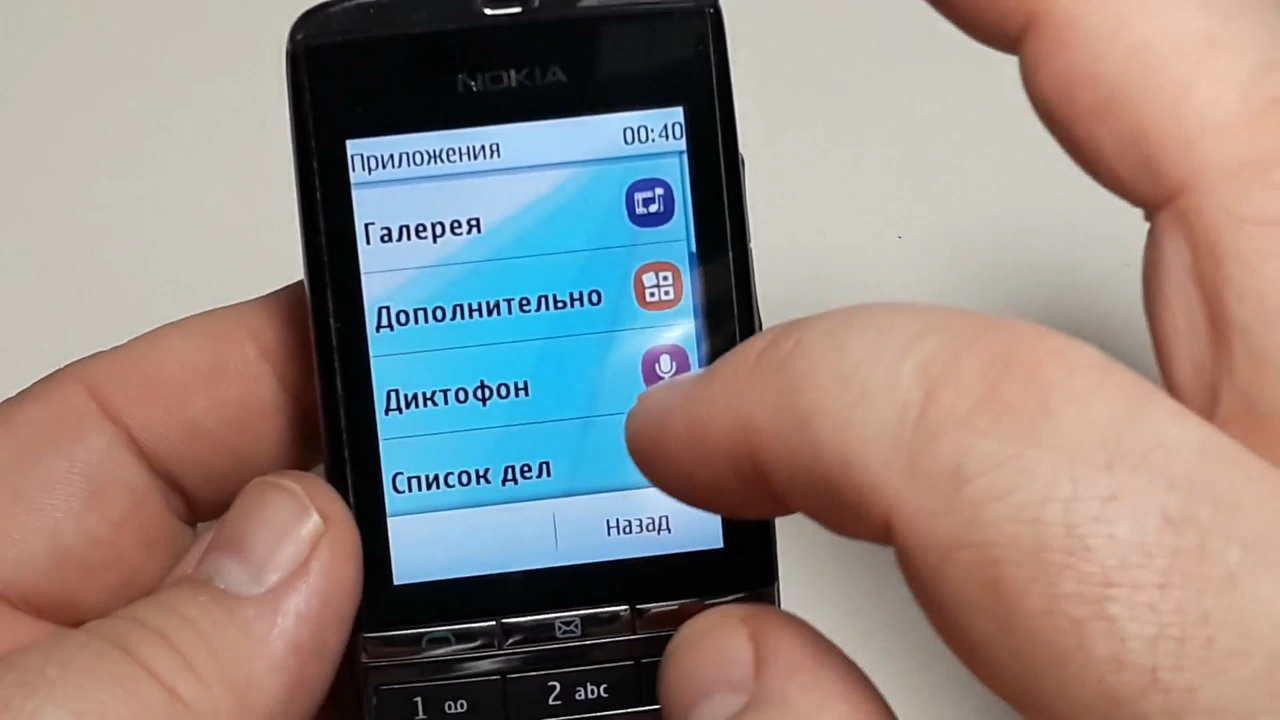 NOKIA
Приложения 00:40
Галерея
Дополнительно
Диктофон
Список дел
Назад
1 2 abc